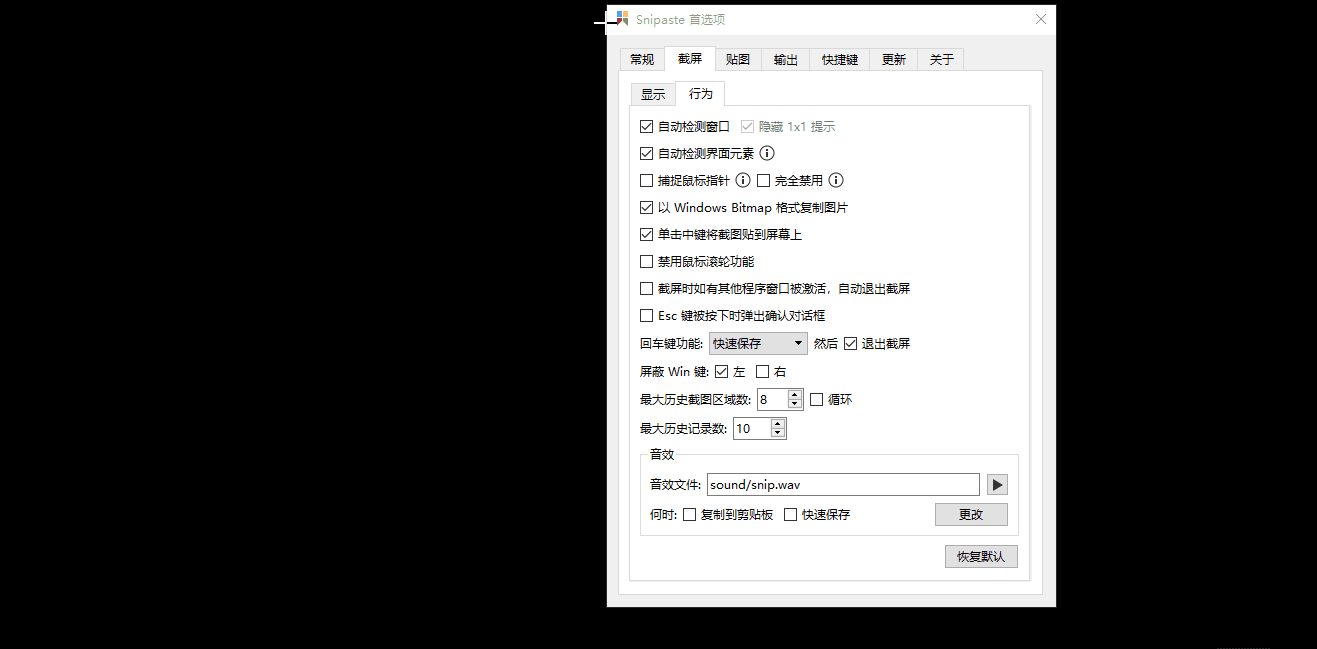 Snipaste 首选项
常规 截屏 贴图 输出 快捷键 更新 关于
显示 行为
自动检测窗口 隐藏 1x1 提示
自动检测界面元素
捕捉鼠标指针 完全禁用
以 Windows Bitmap 格式复制图片
单击中键将截图贴到屏幕上
禁用鼠标滚轮功能
截屏时如有其他程序窗口被激活，自动退出截屏
Esc 键被按下时弹出确认对话框
回车键功能: 快速保存 然后 退出截屏
屏蔽 Win 键: 左 右
最大历史截图区域数: 8 循环
最大历史记录数: 10
音效
音效文件: sound/snip.wav
何时: 复制到剪贴板 快速保存 更改
恢复默认